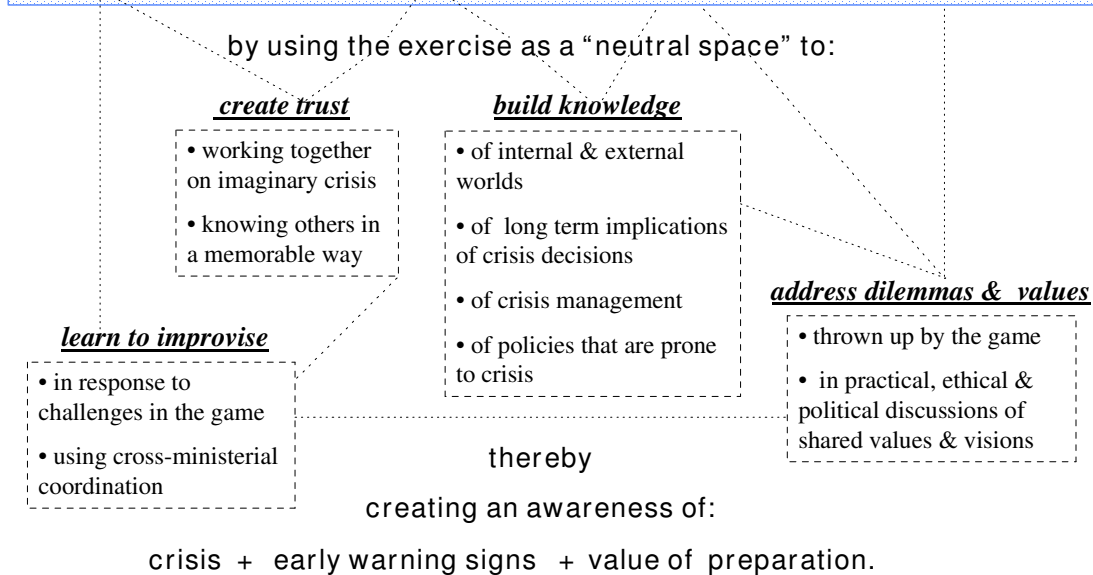 by using the exercise as a “neutral space” to:
create trust
• working together
on imaginary crisis
• knowing others in
a memorable way
build knowledge
• of internal & external
worlds
• of long term implications
of crisis decisions
• of crisis management
• of policies that are prone
to crisis
address dilemmas & values
• thrown up by the game
• in practical, ethical &
political discussions of
shared values & visions
learn to improvise
• in response to
challenges in the game
• using cross-ministerial
coordination
thereby
creating an awareness of:
crisis + early warning signs + value of preparation.